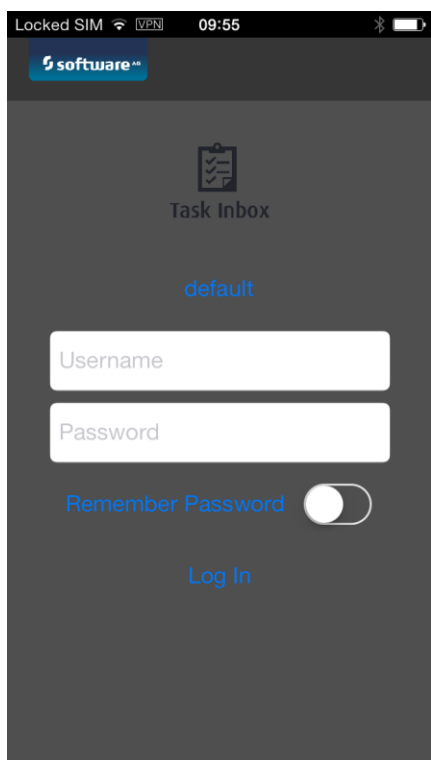 Locked SIM VPN 09:55
software AG
Task Inbox
default
Username
Password
Remember Password
Log In